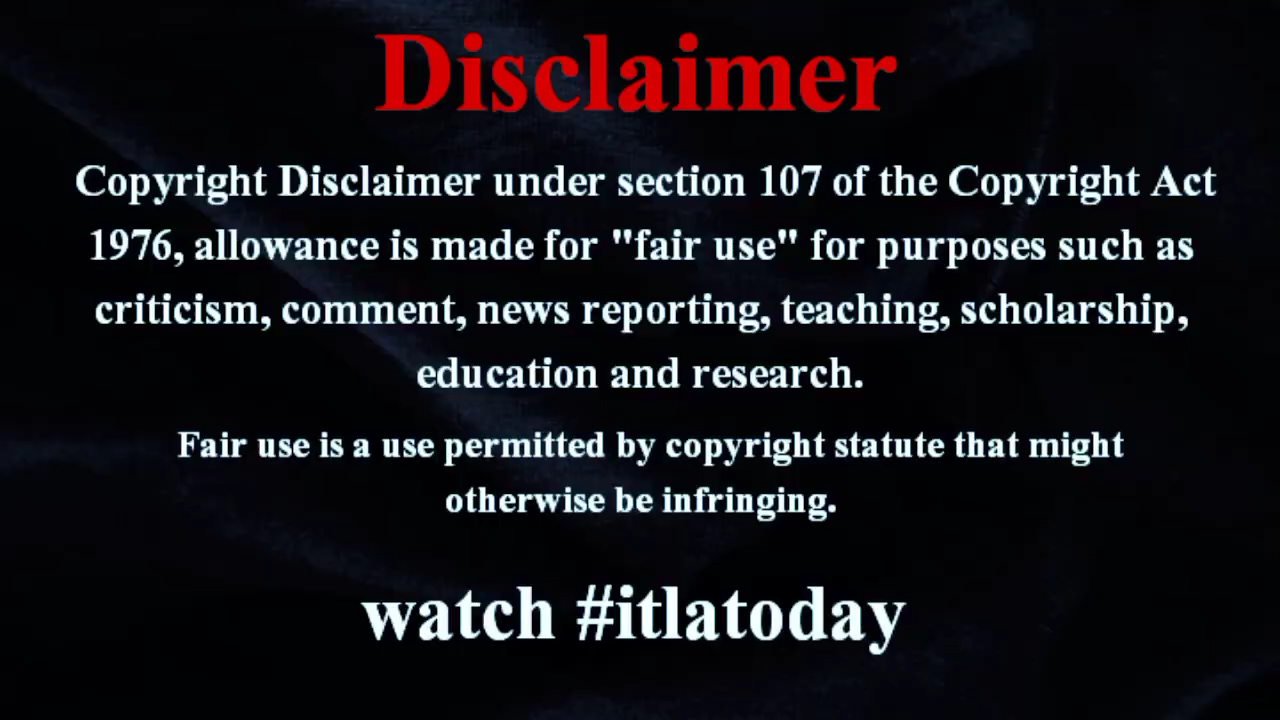 Disclaimer
Copyright Disclaimer under section 107 of the Copyright Act
1976, allowance is made for "fair use" for purposes such as
criticism, comment, news reporting, teaching, scholarship,
education and research.
Fair use is a use permitted by copyright statute that might
otherwise be infringing.
watch #itlatoday